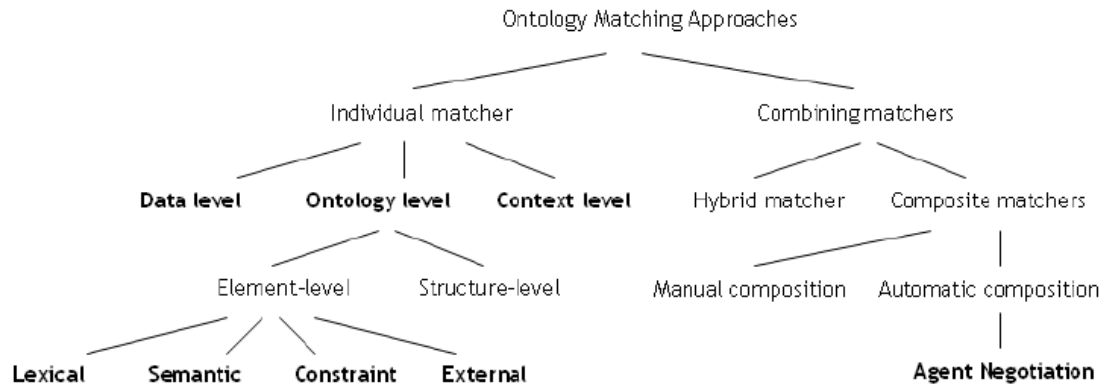 Ontology Matching Approaches
Individual matcher
Combining matchers
Data level
Ontology level
Context level
Hybrid matcher
Composite matchers
Element-level
Structure-level
Manual composition
Automatic composition
Lexical
Semantic
Constraint
External
Agent Negotiation